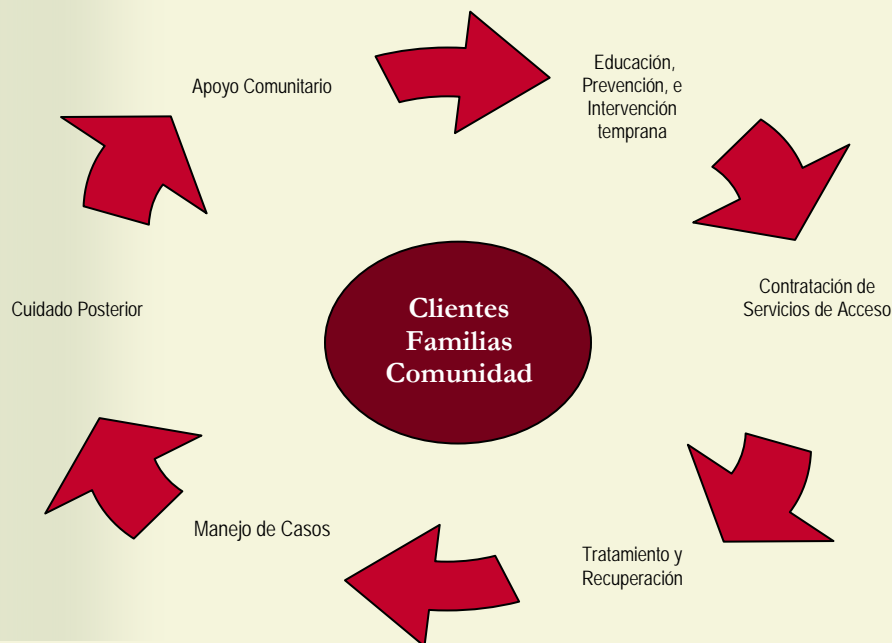 Apoyo Comunitario
Educación,
Prevención, e
Intervención
temprana
Contratación de
Servicios de Acceso
Tratamiento y
Recuperación
Manejo de Casos
Cuidado Posterior
Clientes
Familias
Comunidad